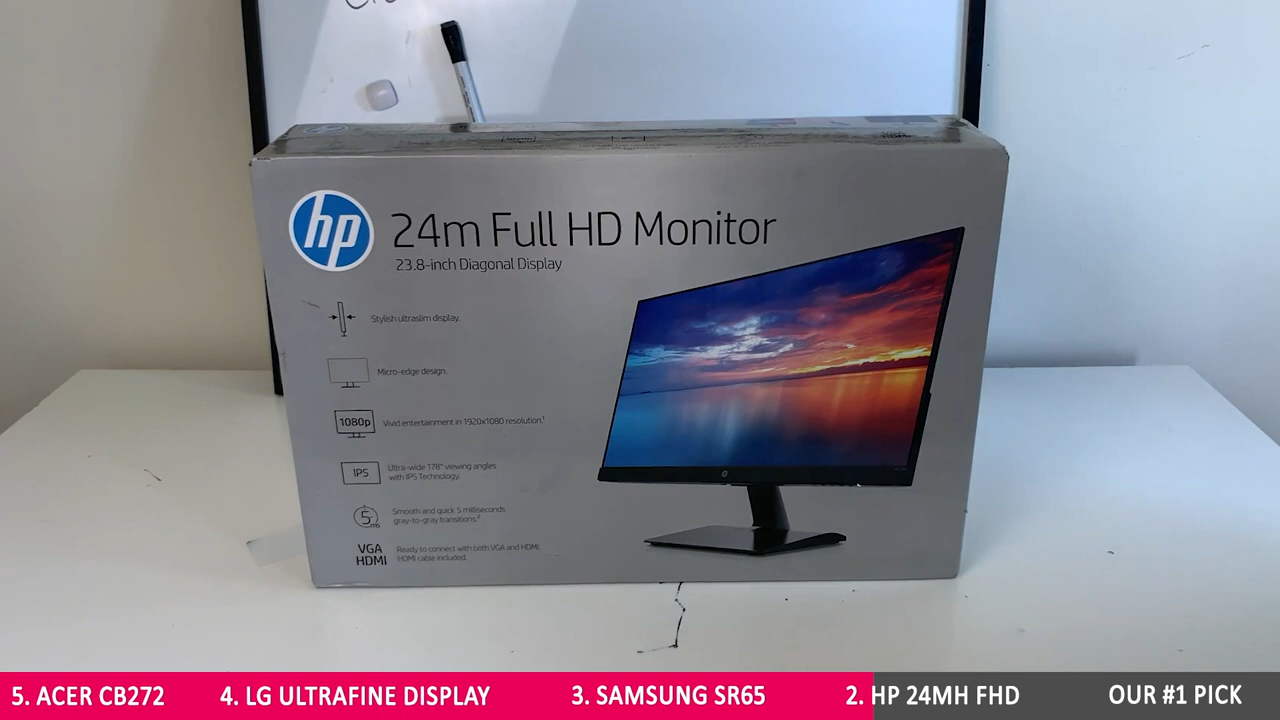 hp
24m Full HD Monitor
23.8-inch Diagonal Display
Stylish ultraslim display.
Micro-edge design.
1080p
Vivid entertainment in 1920x1080 resolution.¹
IPS
Ultra-wide 178° viewing angles
with IPS Technology.
5ms
Smooth and quick 5 milliseconds
gray-to-gray transitions.²
VGA
HDMI
Ready to connect with both VGA and HDMI.
HDMI cable included.
5. ACER CB272
4. LG ULTRAFINE DISPLAY
3. SAMSUNG SR65
2. HP 24MH FHD
OUR #1 PICK